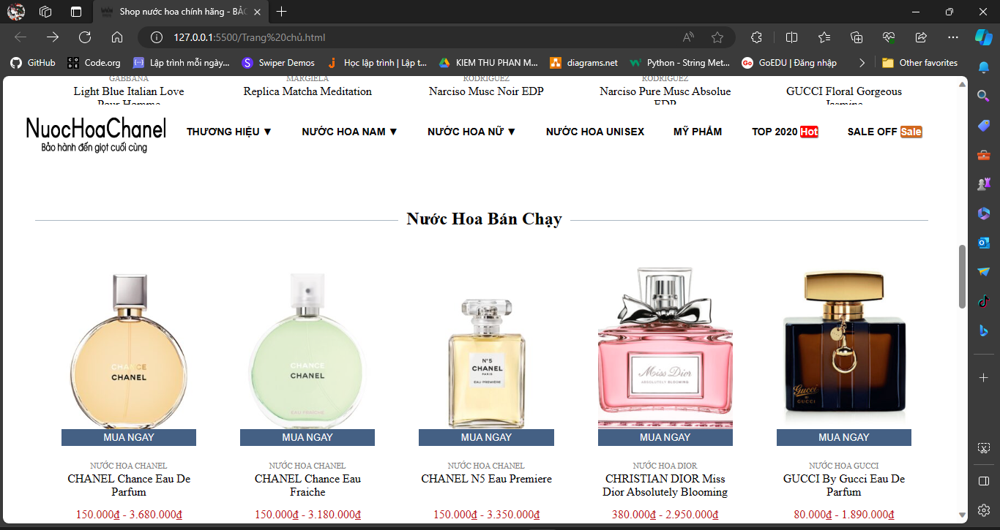 Shop nước hoa chính hãng - BẢC
127.0.0.1:5500/Trang%20chủ.html
GitHub
Code.org
Lập trình mỗi ngày...
Swiper Demos
Học lập trình | Lập t...
KIEM THU PHAN M...
diagrams.net
Python - String Met...
GoEDU | Đăng nhập
Other favorites
GABBANA
MARGIELA
RODRIGUEZ
RODRIGUEZ
Light Blue Italian Love
Pour Homme
Replica Matcha Meditation
Narciso Musc Noir EDP
Narciso Pure Musc Absolue
EDP
GUCCI Floral Gorgeous
Jasmine
NuocHoaChanel
Bảo hành đến giọt cuối cùng
THƯƠNG HIỆU ▼
NƯỚC HOA NAM ▼
NƯỚC HOA NỮ ▼
NƯỚC HOA UNISEX
MỸ PHẨM
TOP 2020 Hot
SALE OFF Sale
Nước Hoa Bán Chạy
CHANCE
CHANEL
CHANCE
CHANEL
EAU FRAICHE
N°5
CHANEL
PARIS
EAU PREMIERE
Miss Dior
ABSOLUTELY BLOOMING
Gucci
BY
GUCCI
MUA NGAY
MUA NGAY
MUA NGAY
MUA NGAY
MUA NGAY
NƯỚC HOA CHANEL
CHANEL Chance Eau De
Parfum
150.000₫ - 3.680.000₫
NƯỚC HOA CHANEL
CHANEL Chance Eau
Fraiche
150.000₫ - 3.180.000₫
NƯỚC HOA CHANEL
CHANEL N5 Eau Premiere
150.000₫ - 3.350.000₫
NƯỚC HOA DIOR
CHRISTIAN DIOR Miss
Dior Absolutely Blooming
380.000₫ - 2.950.000₫
NƯỚC HOA GUCCI
GUCCI By Gucci Eau De
Parfum
80.000₫ - 1.890.000₫